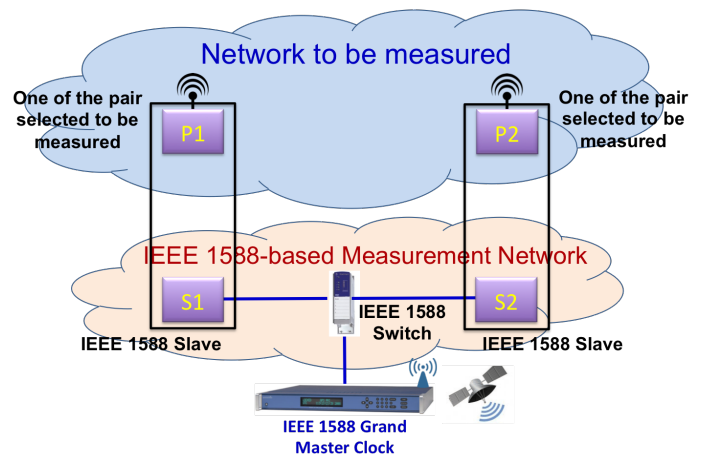 Network to be measured
One of the pair
selected to be
measured
One of the pair
selected to be
measured
P1
P2
IEEE 1588-based Measurement Network
S1
S2
IEEE 1588
Switch
IEEE 1588 Slave
IEEE 1588 Slave
IEEE 1588 Grand
Master Clock